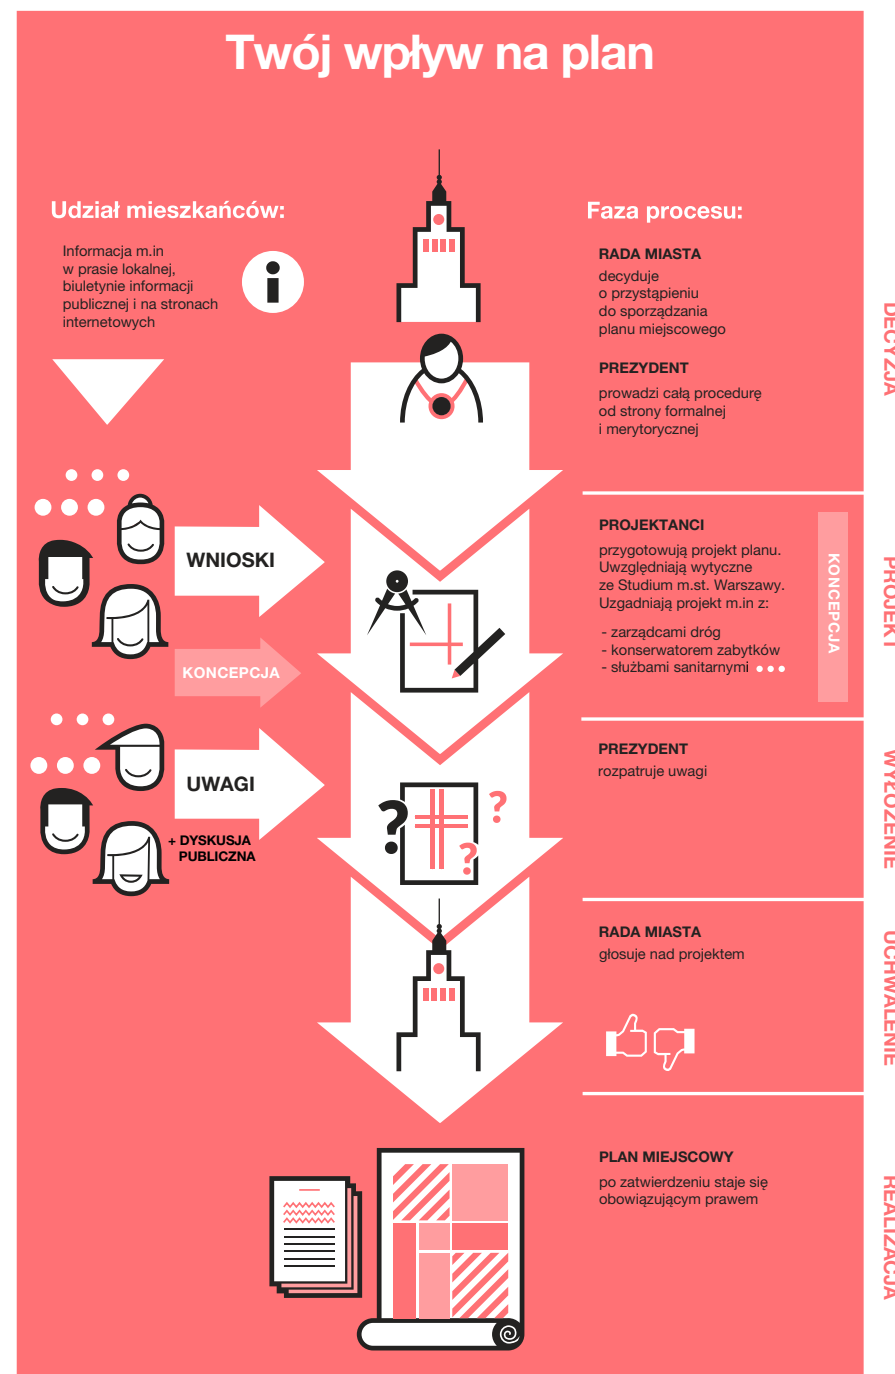 Twój wpływ na plan
Udział mieszkańców:
Informacja m.in
w prasie lokalnej,
biuletynie informacji
publicznej i na stronach
internetowych
WNIOSKI
KONCEPCJA
UWAGI
+ DYSKUSJA
PUBLICZNA
Faza procesu:
RADA MIASTA
decyduje
o przystąpieniu
do sporządzania
planu miejscowego
PREZYDENT
prowadzi całą procedurę
od strony formalnej
i merytorycznej
DECYZJA
PROJEKTANCI
przygotowują projekt planu.
Uwzględniają wytyczne
ze Studium m.st. Warszawy.
Uzgadniają projekt m.in z:
- zarządcami dróg
- konserwatorem zabytków
- służbami sanitarnymi ●●●
KONCEPCJA
PROJEKT
PREZYDENT
rozpatruje uwagi
? ? ?
WYŁOŻENIE
RADA MIASTA
głosuje nad projektem
UCHWALENIE
PLAN MIEJSCOWY
po zatwierdzeniu staje się
obowiązującym prawem
REALIZACJA